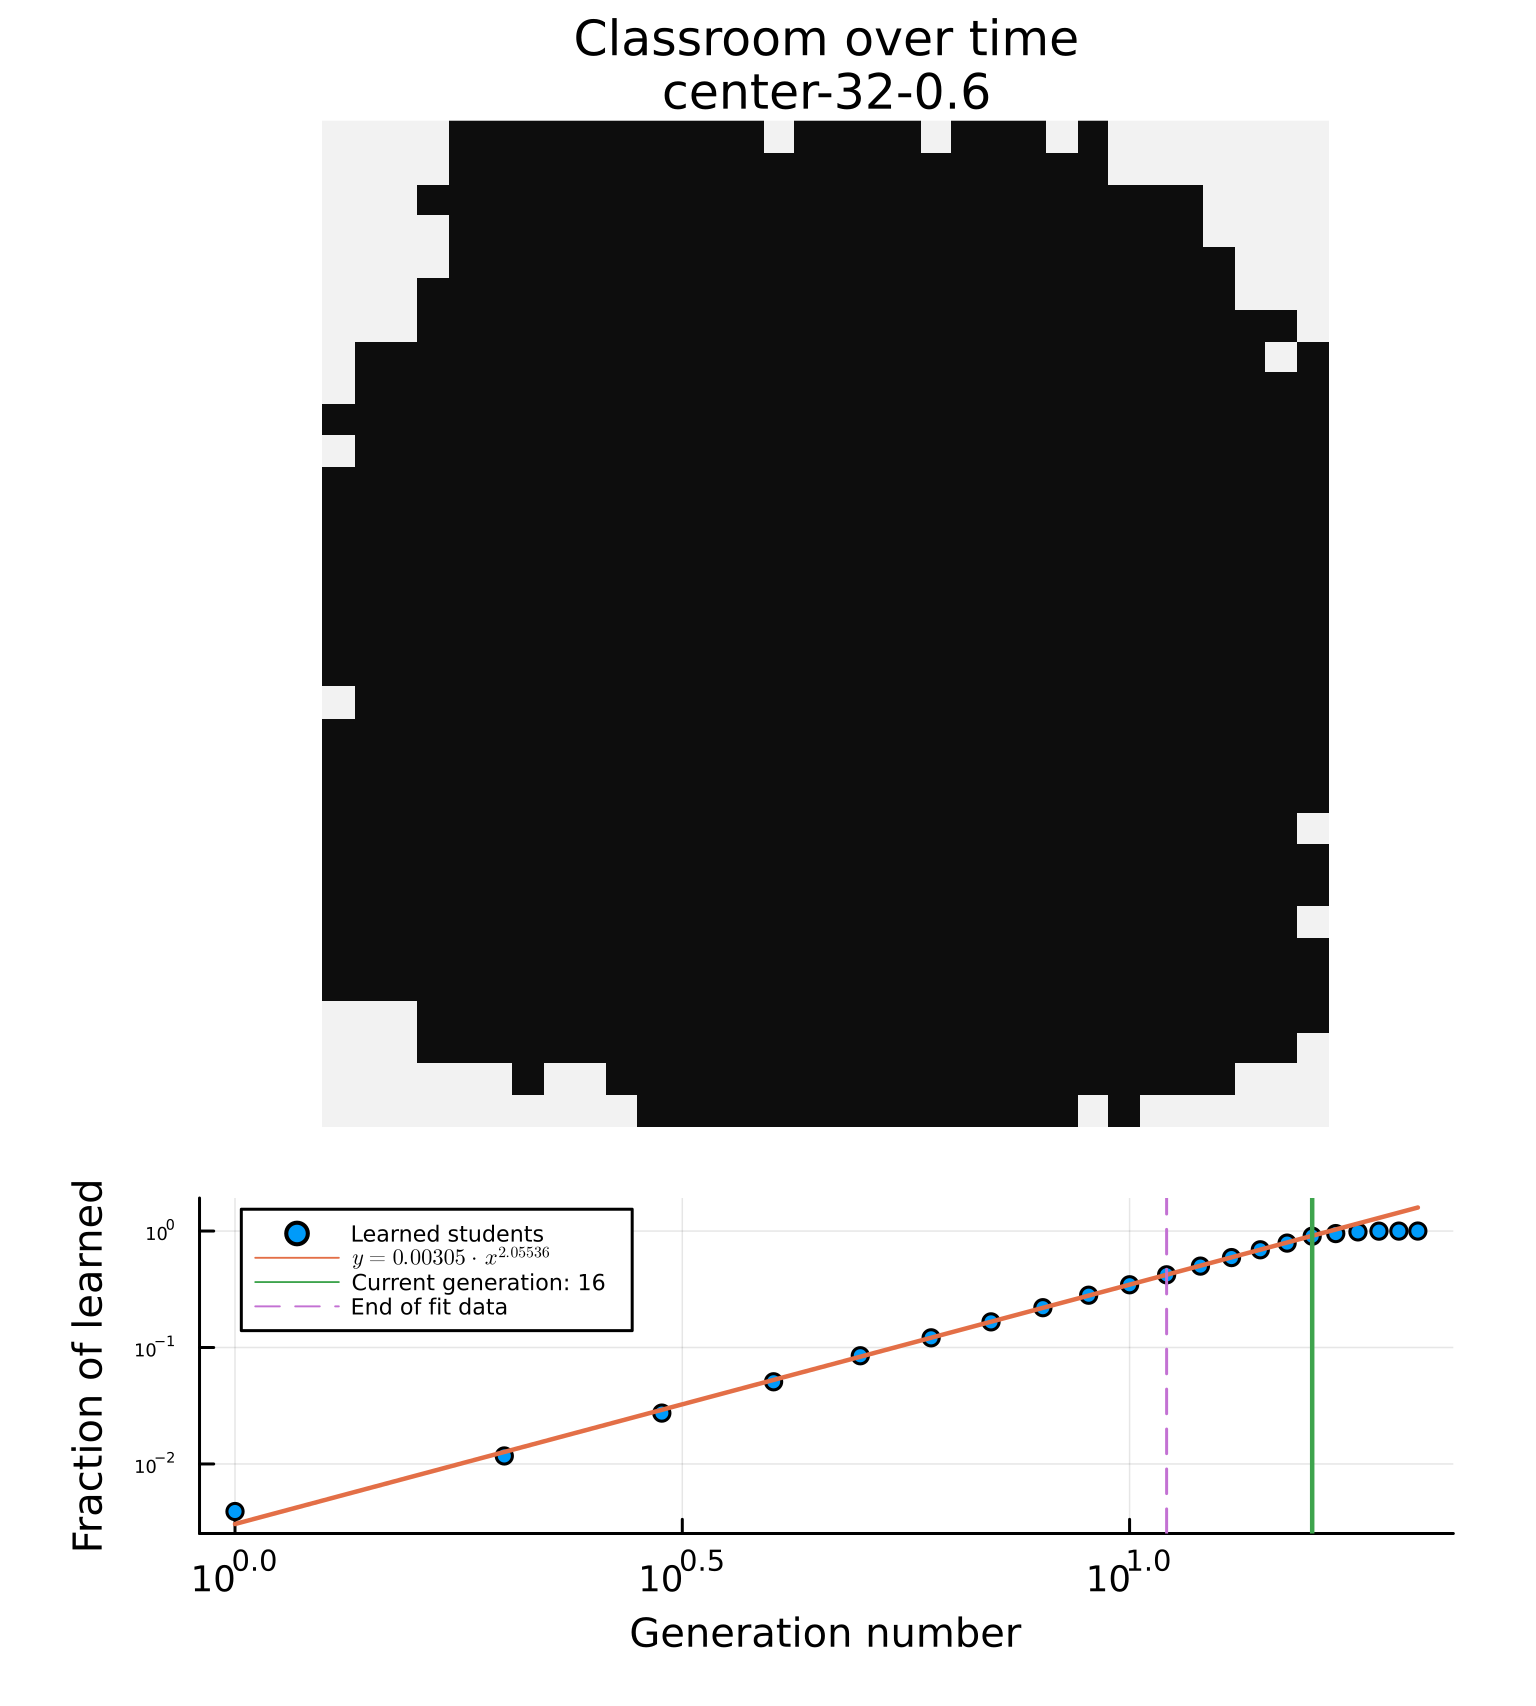 Classroom over time
center-32-0.6
Fraction of learned
10^0
10^−1
10^−2
Learned students
y = 0.00305 · x^2.05536
Current generation: 16
End of fit data
10^0.0 10^0.5 10^1.0
Generation number